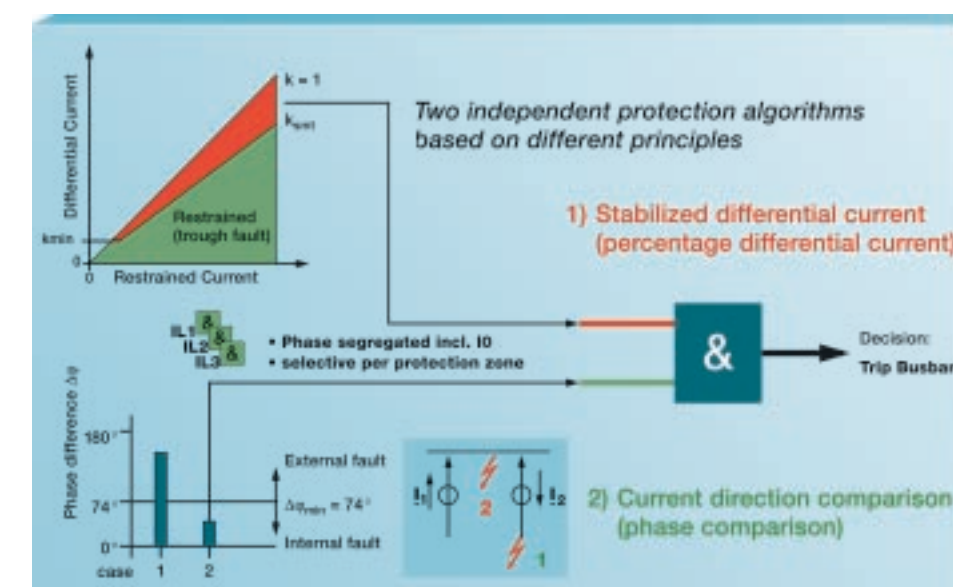 Differential Current
k = 1
kmin
0
0
Restrained Current
Restrained
(trough fault)
Two independent protection algorithms
based on different principles
1) Stabilized differential current
(percentage differential current)
IL1
IL2
IL3
&
&
&
• Phase segregated incl. I0
• selective per protection zone
&
Decision:
Trip Busbar
Phase difference Δφ
180°
74°
0°
case 1 2
External fault
Δφmin = 74°
Internal fault
I1
I2
2
1
2) Current direction comparison
(phase comparison)